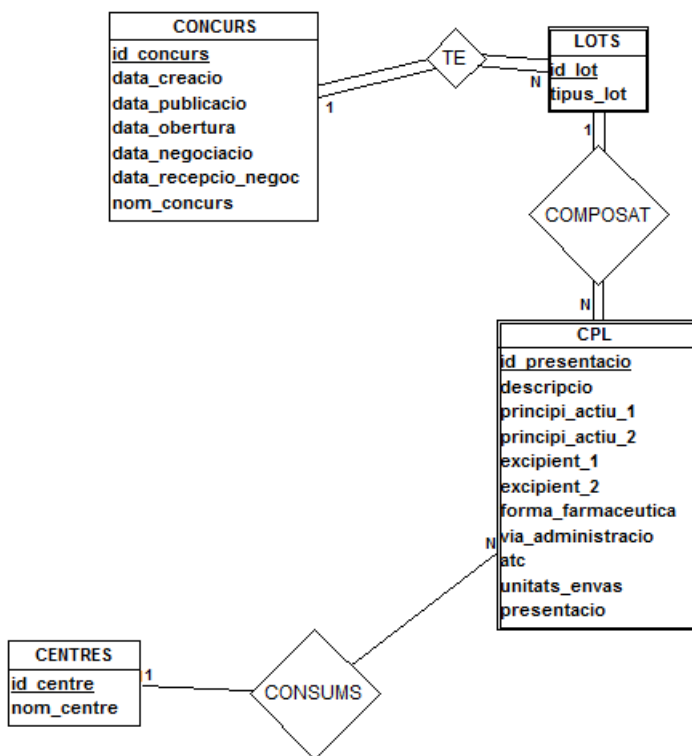 CONCURS
id_concurs
data_creacio
data_publicacio
data_obertura
data_negociacio
data_recepcio_negoc
nom_concurs
1
TE
N
LOTS
id_lot
tipus_lot
1
COMPOSAT
N
CPL
id_presentacio
descripcio
principi_actiu_1
principi_actiu_2
excipient_1
excipient_2
forma_farmaceutica
via_administracio
atc
unitats_envas
presentacio
N
CONSUMS
1
CENTRES
id_centre
nom_centre